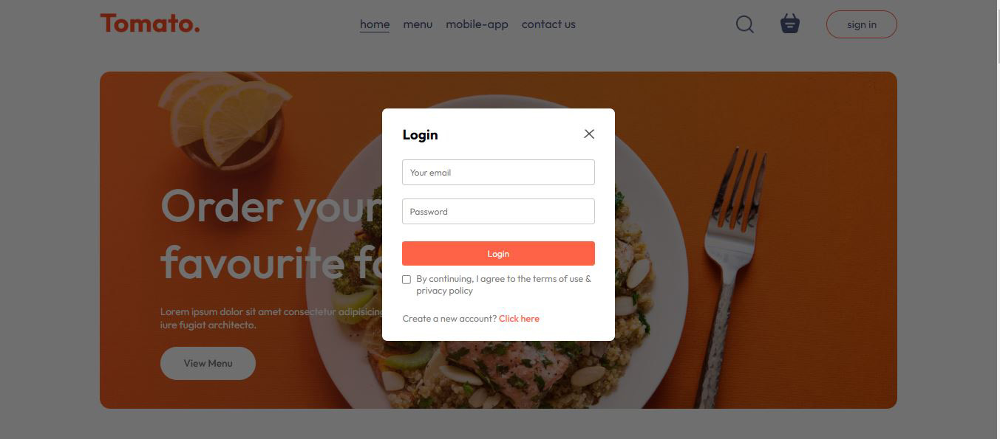 Tomato.
home menu mobile-app contact us
sign in
Login
Your email
Password
Login
By continuing, I agree to the terms of use &
privacy policy
Create a new account? Click here
Order your
favourite fo
Lorem ipsum dolor sit amet consectetur adipisicing
iure fugiat architecto.
View Menu